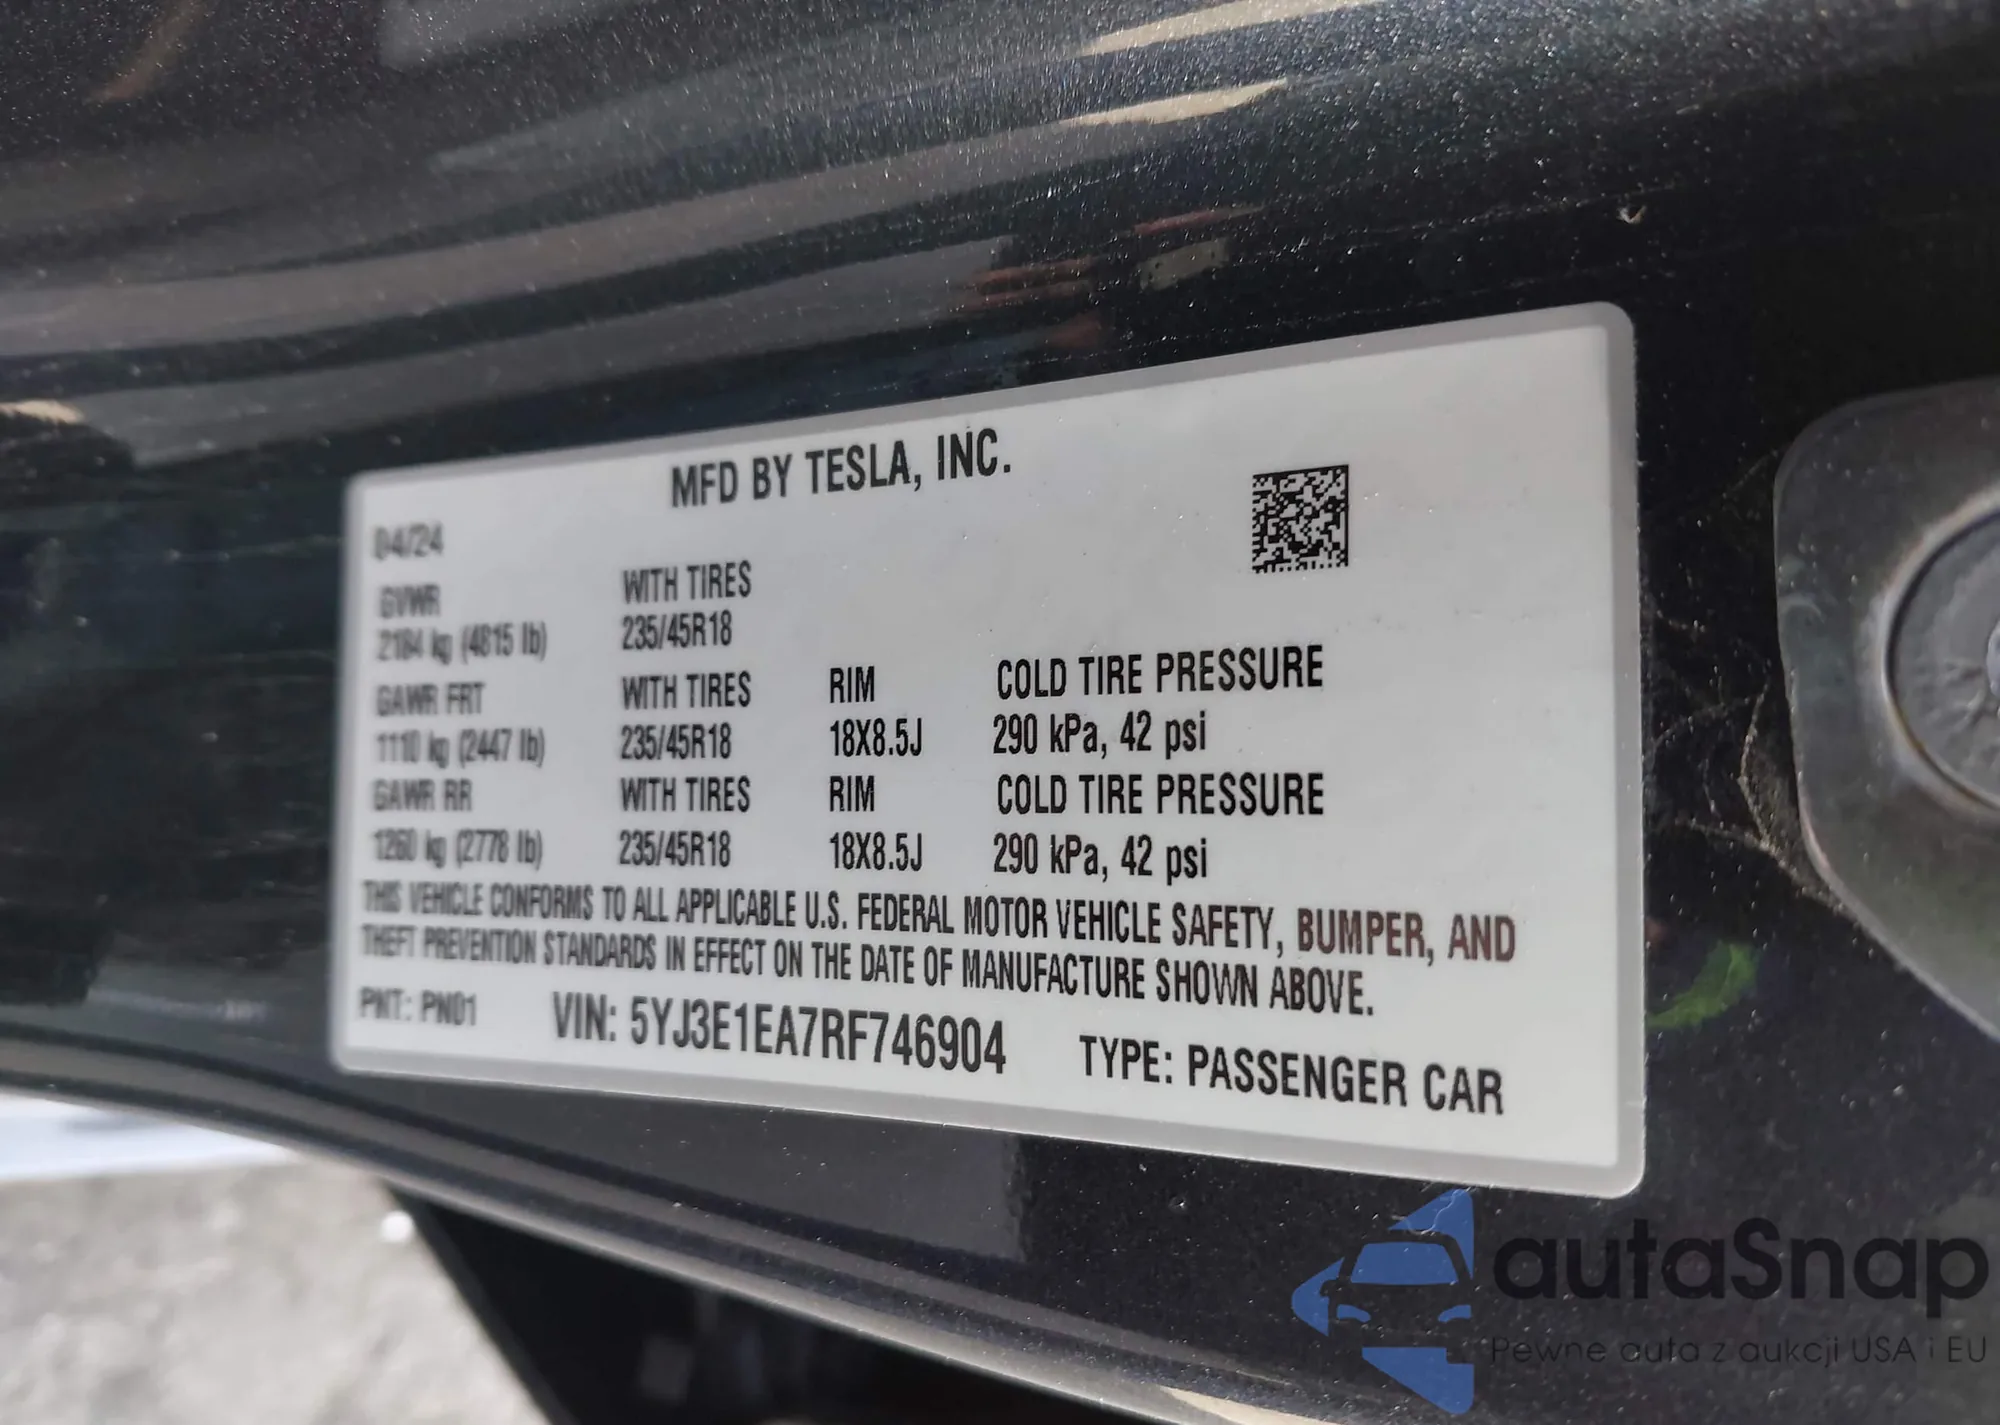 MFD BY TESLA, INC.
04/24
GVWR WITH TIRES
2184 kg (4815 lb) 235/45R18
GAWR FRT WITH TIRES RIM COLD TIRE PRESSURE
1110 kg (2447 lb) 235/45R18 18X8.5J 290 kPa, 42 psi
GAWR RR WITH TIRES RIM COLD TIRE PRESSURE
1260 kg (2778 lb) 235/45R18 18X8.5J 290 kPa, 42 psi
THIS VEHICLE CONFORMS TO ALL APPLICABLE U.S. FEDERAL MOTOR VEHICLE SAFETY, BUMPER, AND
THEFT PREVENTION STANDARDS IN EFFECT ON THE DATE OF MANUFACTURE SHOWN ABOVE.
PNT: PN01 VIN: 5YJ3E1EA7RF746904 TYPE: PASSENGER CAR
autaSnap
Pewne auta z aukcji USA i EU